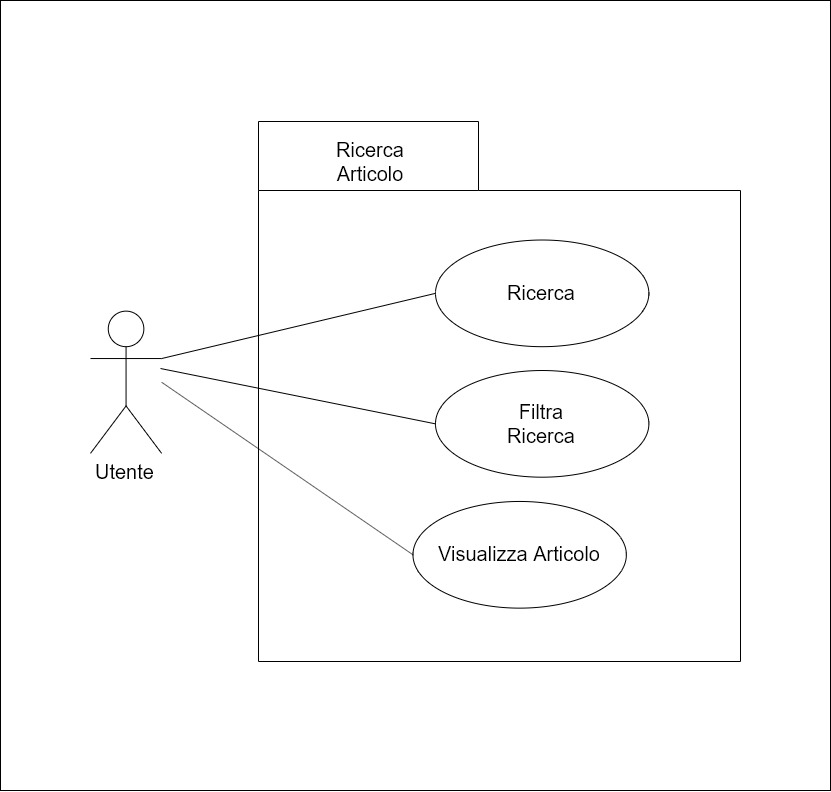 Ricerca
Articolo
Ricerca
Filtra
Ricerca
Utente
Visualizza Articolo